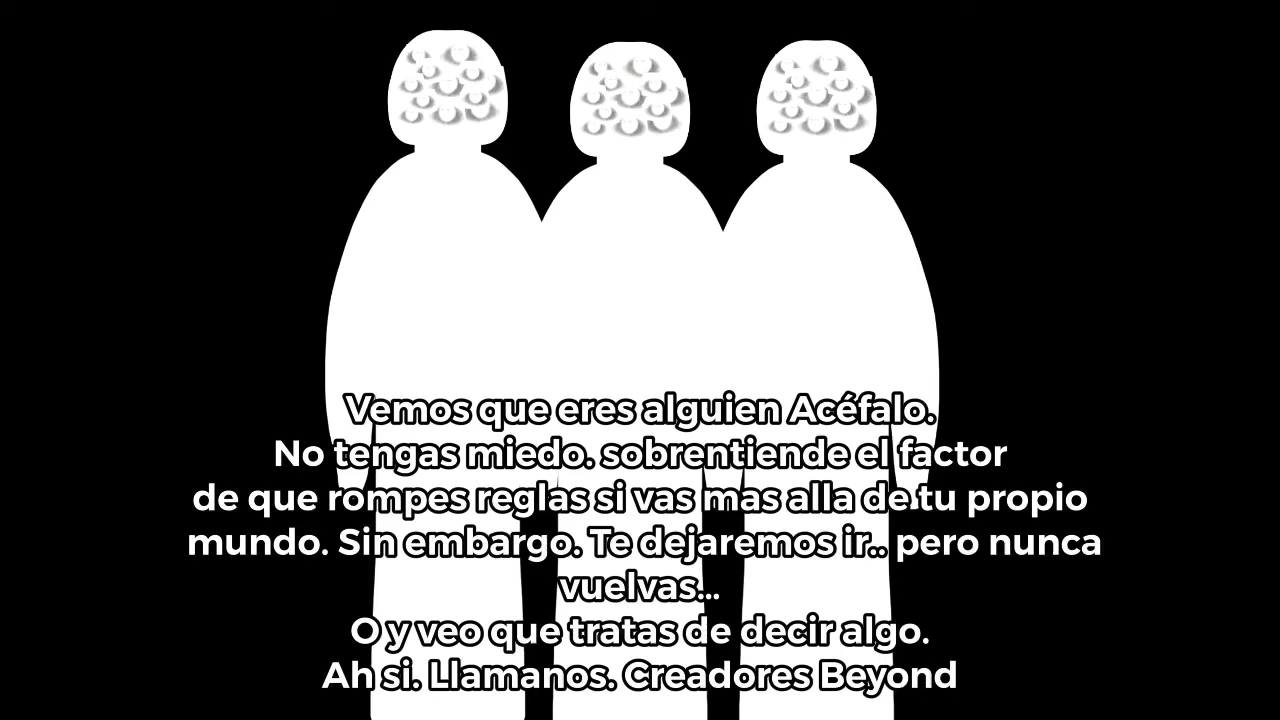 Vemos que eres alguien Acéfalo.
No tengas miedo. sobrentiende el factor
de que rompes reglas si vas mas alla de tu propio
mundo. Sin embargo. Te dejaremos ir.. pero nunca
vuelvas...
O y veo que tratas de decir algo.
Ah si. Llamanos. Creadores Beyond